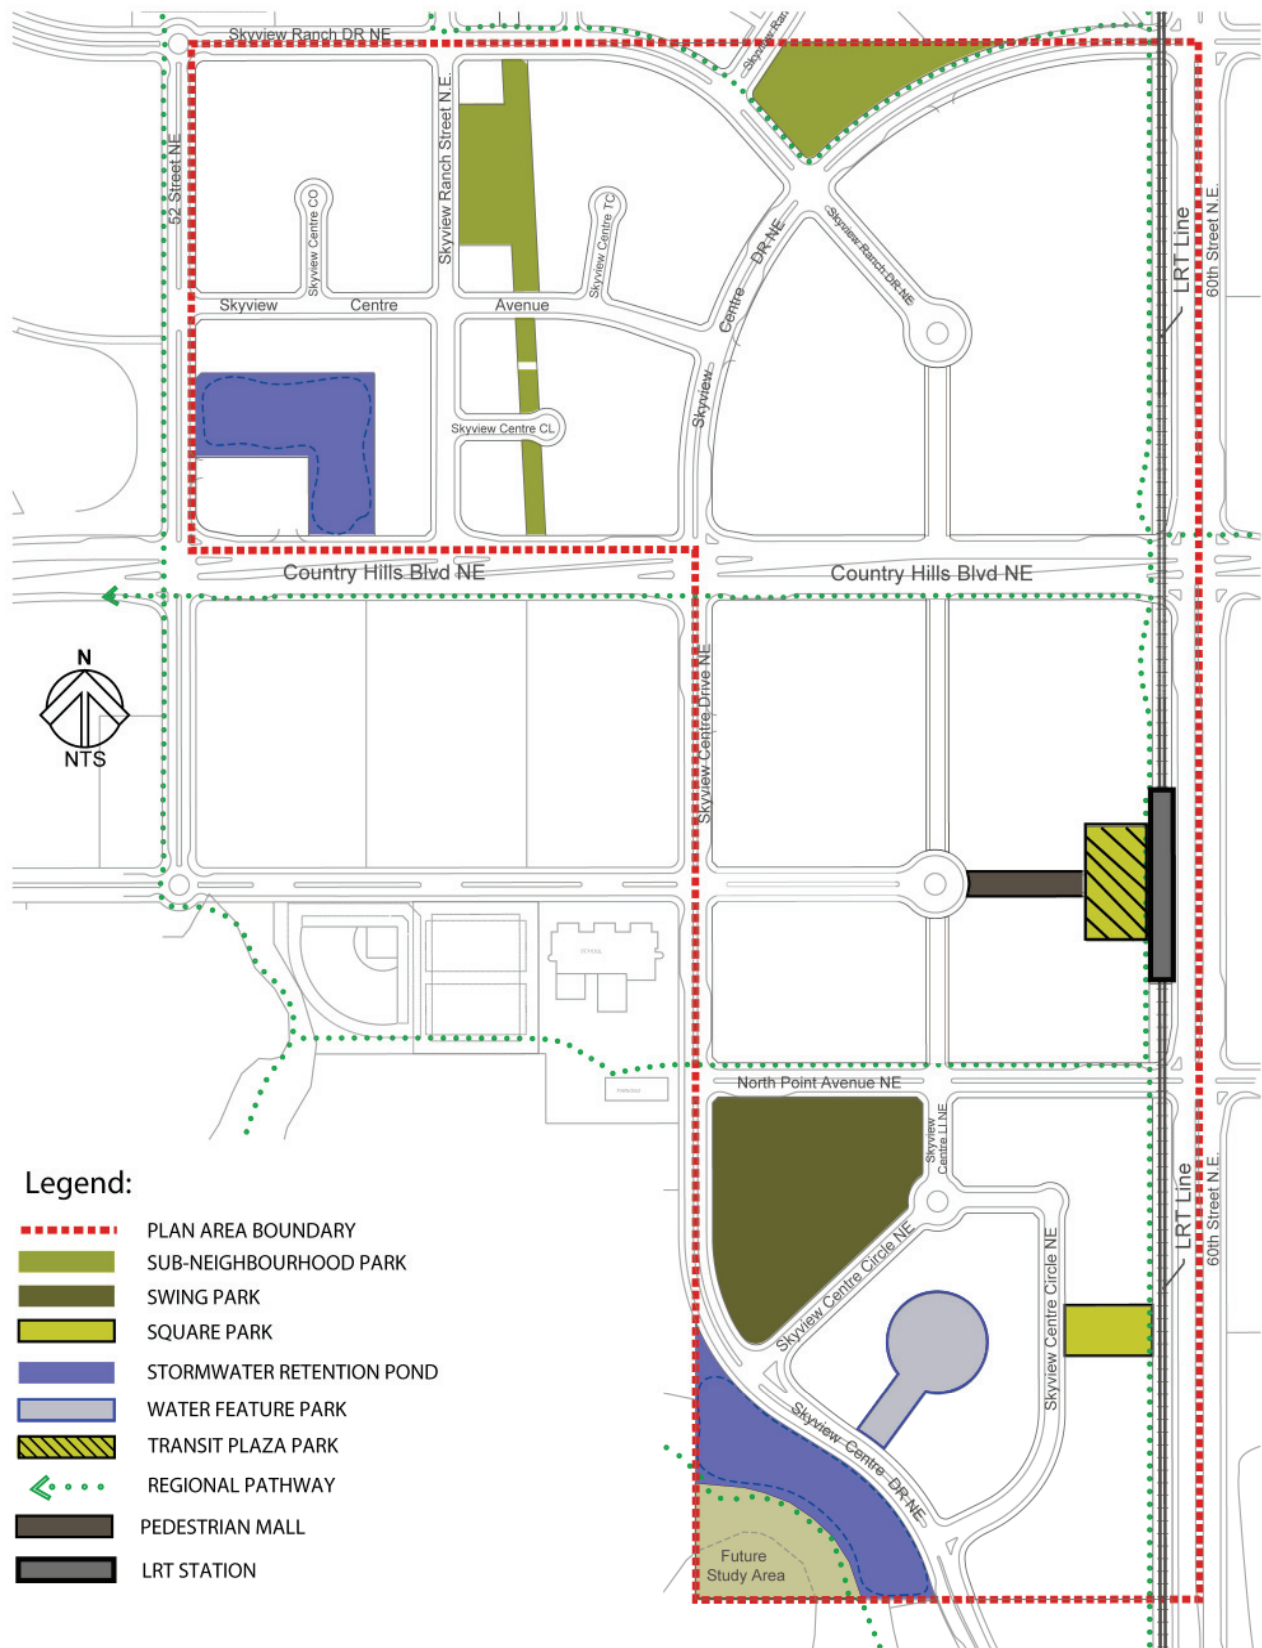 Skyview Ranch DR NE
Skyview Ran
52 Street NE
Skyview Ranch Street N.E.
Skyview Centre CO
Skyview Centre TC
Skyview Ranch DR NE
LRT Line
60th Street N.E.
Skyview Centre Avenue
Skyview Centre DR NE
Skyview Centre CL
Country Hills Blvd NE
Country Hills Blvd NE
N
NTS
Skyview Centre Drive NE
SCHOOL
North Point Avenue NE
Skyview
Centre LI NE
Skyview Centre Circle NE
Skyview Centre Circle NE
LRT Line
60th Street N.E.
Skyview Centre DR NE
Future
Study Area
Legend:
PLAN AREA BOUNDARY
SUB-NEIGHBOURHOOD PARK
SWING PARK
SQUARE PARK
STORMWATER RETENTION POND
WATER FEATURE PARK
TRANSIT PLAZA PARK
REGIONAL PATHWAY
PEDESTRIAN MALL
LRT STATION